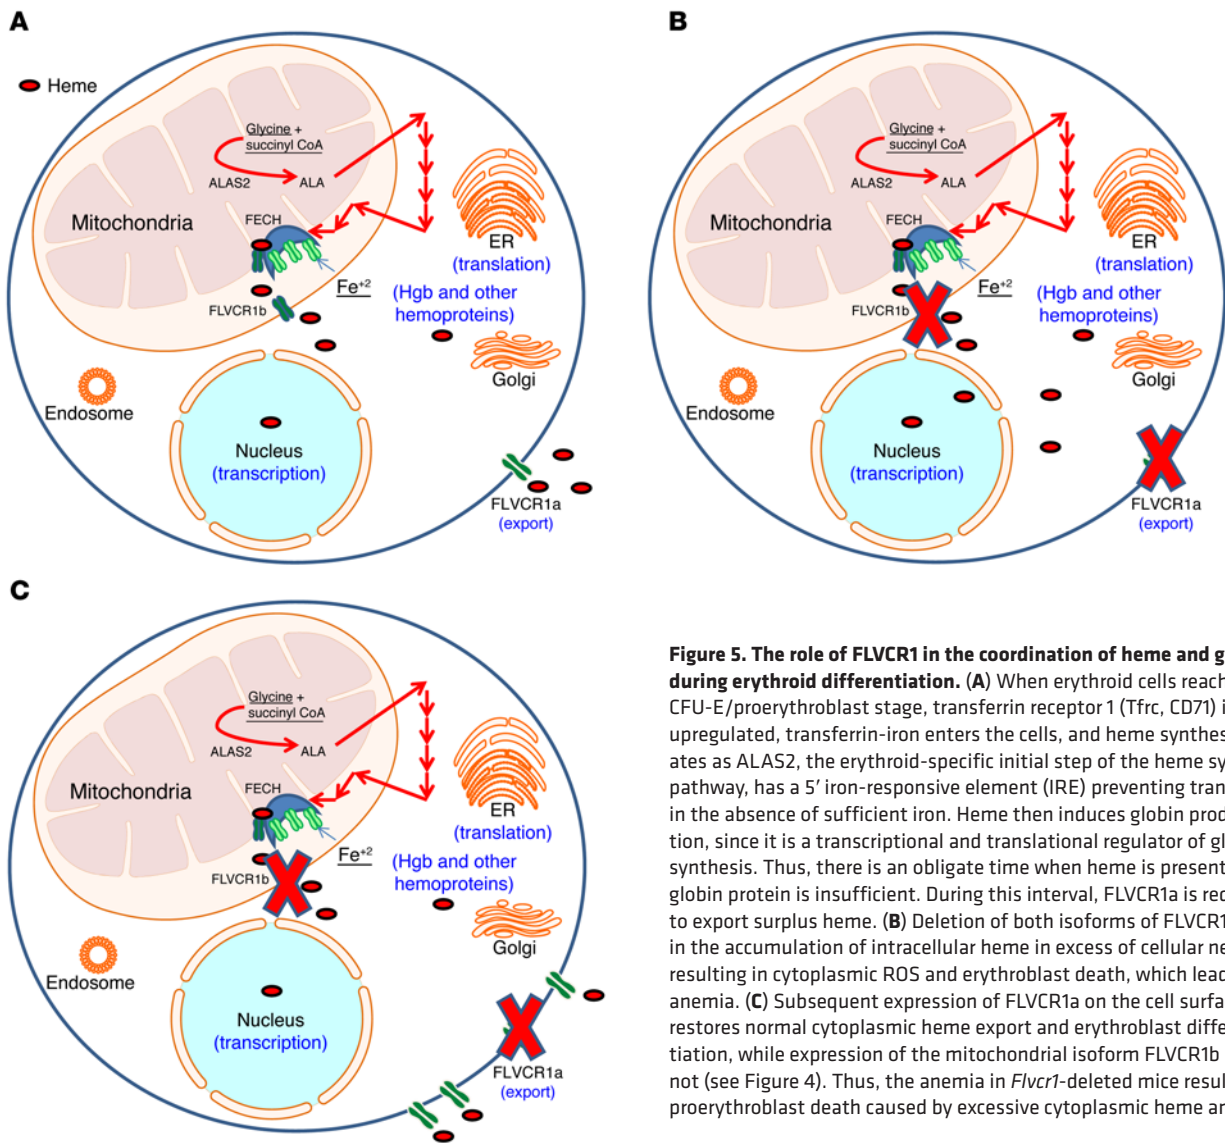 A
Heme
Glycine +
succinyl CoA
ALAS2
ALA
Mitochondria
FECH
ER
(translation)
Fe+2
FLVCR1b
(Hgb and other
hemoproteins)
Golgi
Endosome
Nucleus
(transcription)
FLVCR1a
(export)
B
Glycine +
succinyl CoA
ALAS2
ALA
Mitochondria
FECH
ER
(translation)
Fe+2
FLVCR1b
(Hgb and other
hemoproteins)
Golgi
Endosome
Nucleus
(transcription)
FLVCR1a
(export)
C
Glycine +
succinyl CoA
ALAS2
ALA
Mitochondria
FECH
ER
(translation)
Fe+2
FLVCR1b
(Hgb and other
hemoproteins)
Golgi
Endosome
Nucleus
(transcription)
FLVCR1a
(export)
Figure 5. The role of FLVCR1 in the coordination of heme and g
during erythroid differentiation. (A) When erythroid cells reach
CFU-E/proerythroblast stage, transferrin receptor 1 (Tfrc, CD71) i
upregulated, transferrin-iron enters the cells, and heme synthes
ates as ALAS2, the erythroid-specific initial step of the heme sy
pathway, has a 5′ iron-responsive element (IRE) preventing tran
in the absence of sufficient iron. Heme then induces globin prod
tion, since it is a transcriptional and translational regulator of gl
synthesis. Thus, there is an obligate time when heme is present
globin protein is insufficient. During this interval, FLVCR1a is rec
to export surplus heme. (B) Deletion of both isoforms of FLVCR1
in the accumulation of intracellular heme in excess of cellular ne
resulting in cytoplasmic ROS and erythroblast death, which lead
anemia. (C) Subsequent expression of FLVCR1a on the cell surfa
restores normal cytoplasmic heme export and erythroblast diffe
tiation, while expression of the mitochondrial isoform FLVCR1b
not (see Figure 4). Thus, the anemia in Flvcr1-deleted mice resul
proerythroblast death caused by excessive cytoplasmic heme ar